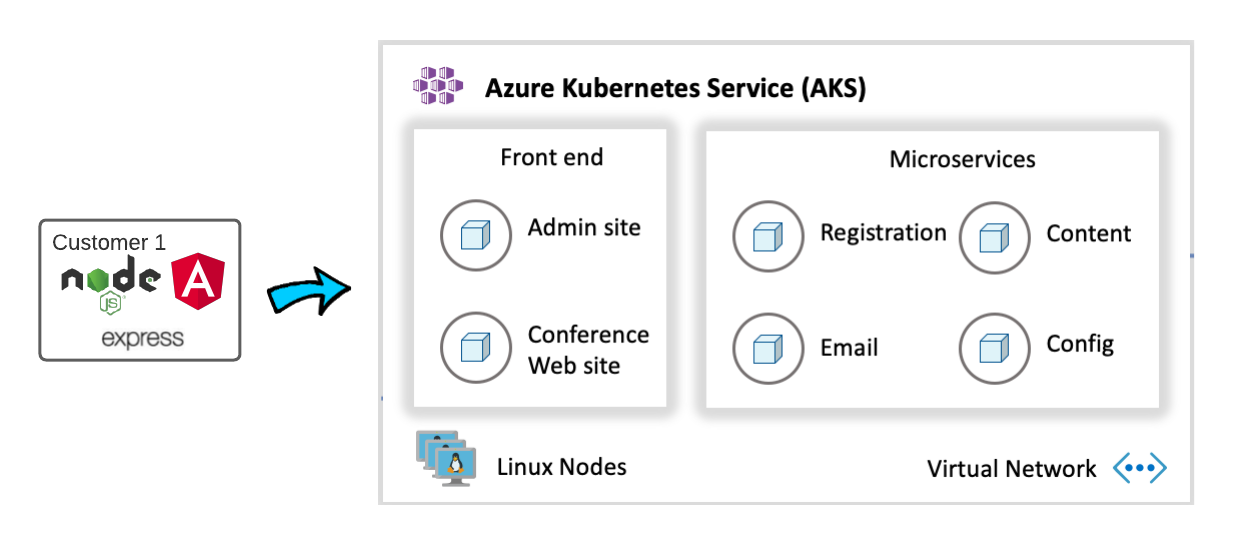 Azure Kubernetes Service (AKS)
Front end
Microservices
Admin site
Registration
Content
Customer 1
node
JS
A
express
Conference
Web site
Email
Config
Linux Nodes
Virtual Network